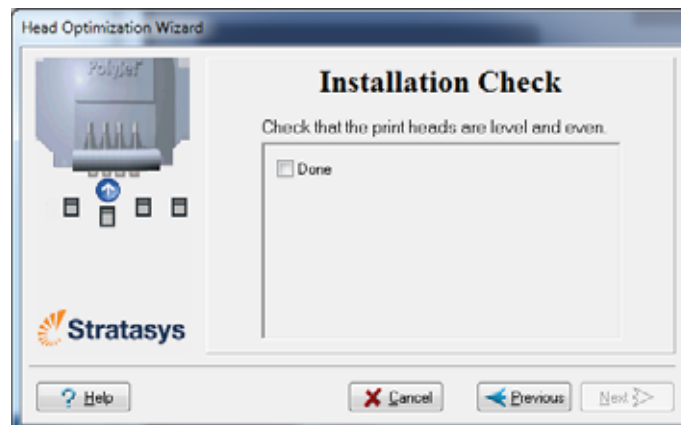 Head Optimization Wizard
PolyJet
Installation Check
Check that the print heads are level and even.
Done
Stratasys
? Help
Cancel
Previous
Next